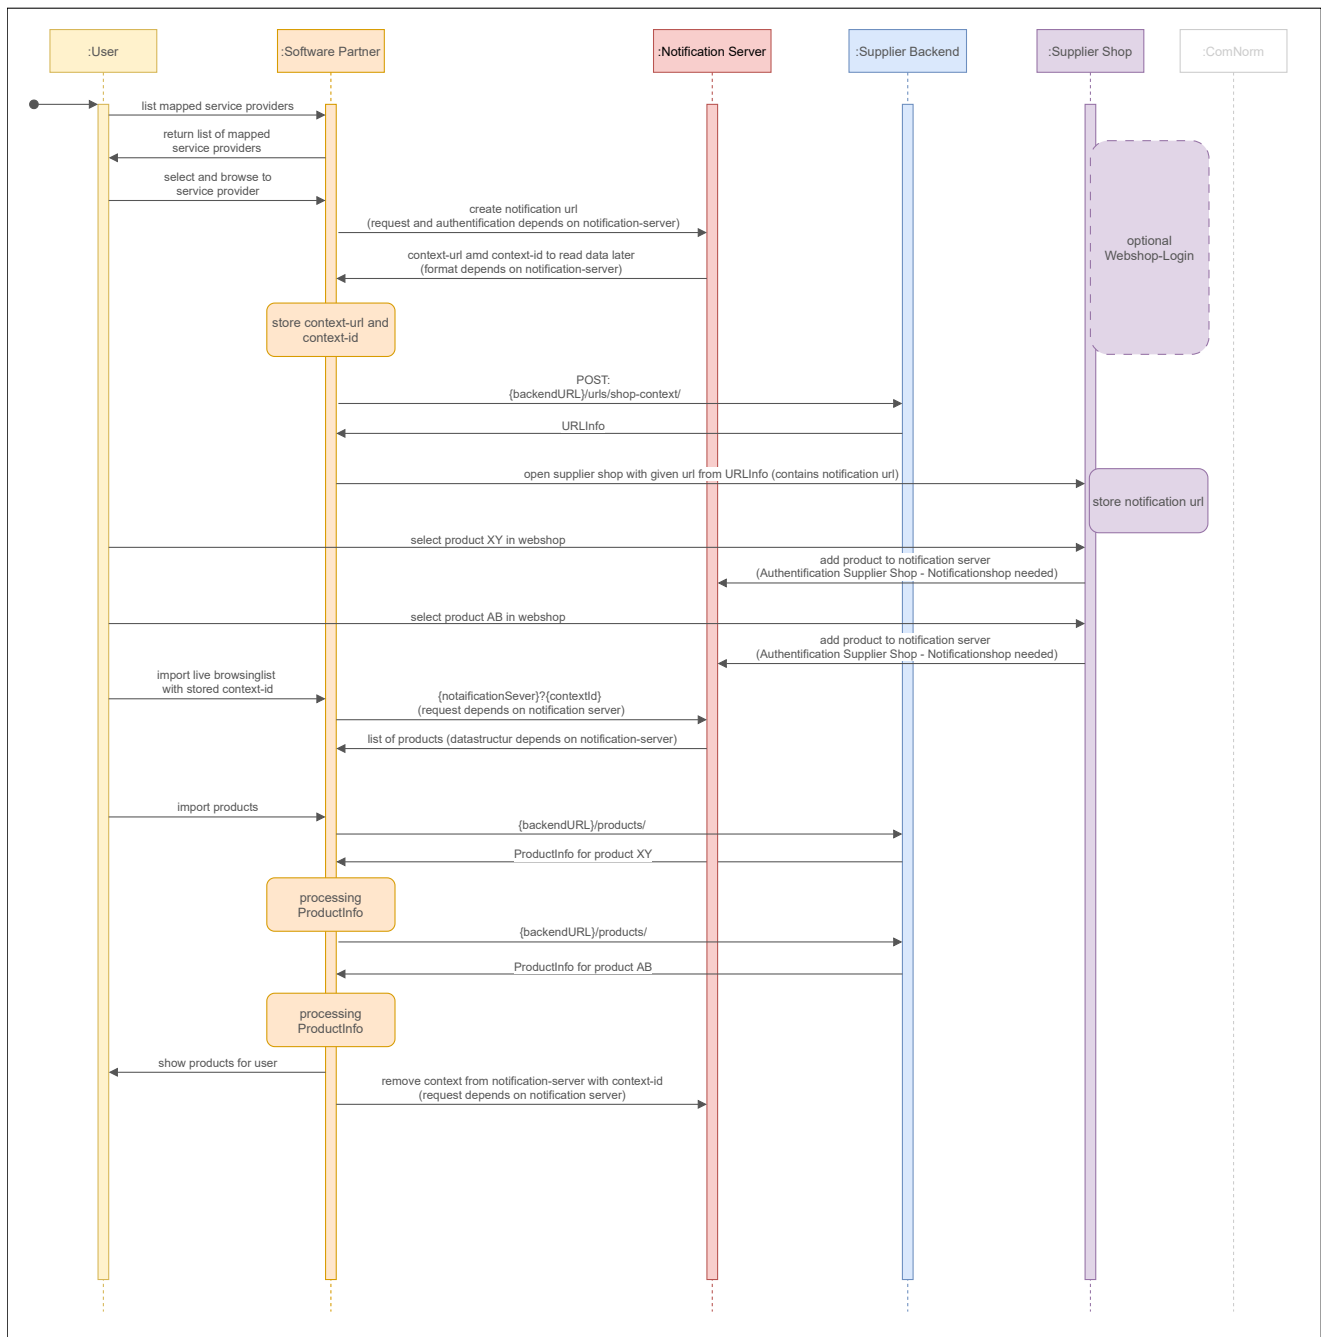 :User
:Software Partner
:Notification Server
:Supplier Backend
:Supplier Shop
:ComNorm
list mapped service providers
return list of mapped
service providers
select and browse to
service provider
create notification url
(request and authentification depends on notification-server)
optional
Webshop-Login
context-url amd context-id to read data later
(format depends on notification-server)
store context-url and
context-id
POST:
{backendURL}/urls/shop-context/
URLInfo
open supplier shop with given url from URLInfo (contains notification url)
store notification url
select product XY in webshop
add product to notification server
(Authentification Supplier Shop - Notificationshop needed)
select product AB in webshop
add product to notification server
(Authentification Supplier Shop - Notificationshop needed)
import live browsinglist
with stored context-id
{notaificationSever}?{contextId}
(request depends on notification server)
list of products (datastructur depends on notification-server)
import products
{backendURL}/products/
ProductInfo for product XY
processing
ProductInfo
{backendURL}/products/
ProductInfo for product AB
processing
ProductInfo
show products for user
remove context from notification-server with context-id
(request depends on notification server)